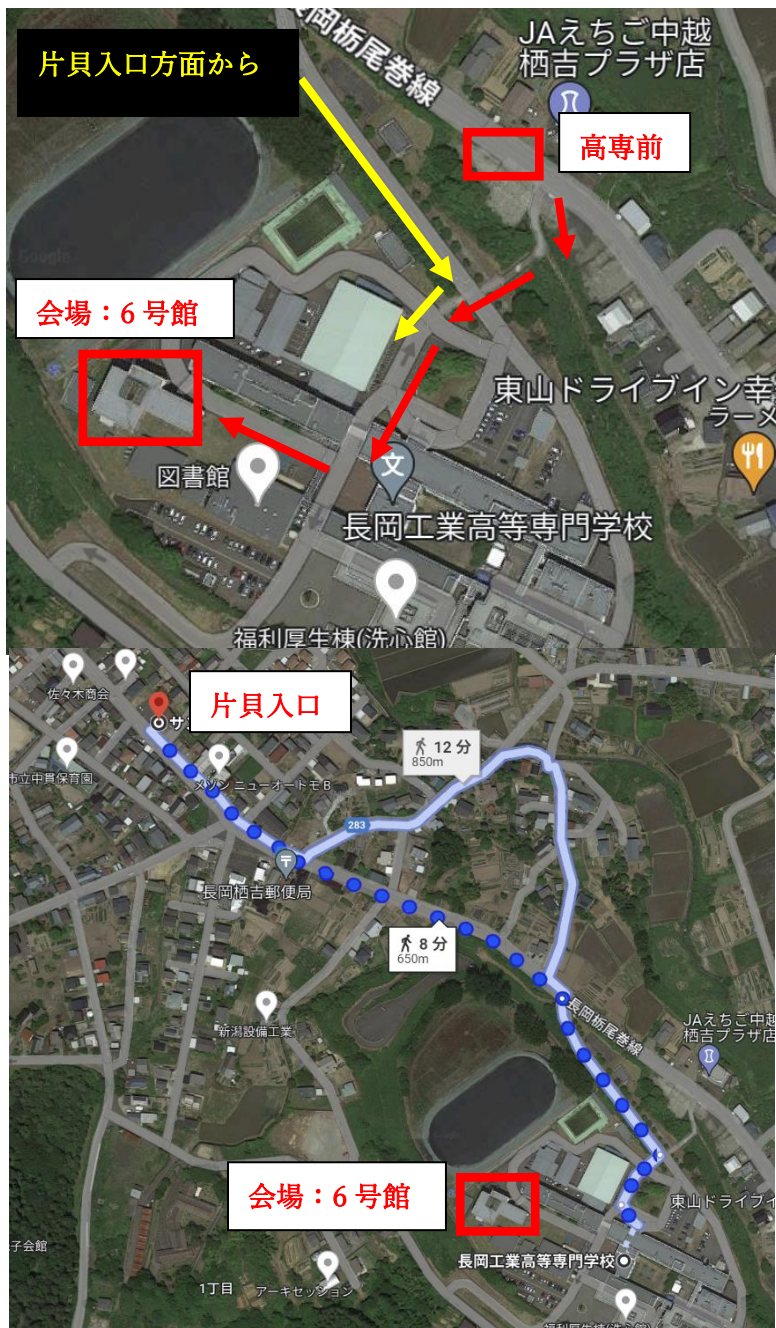 長岡栃尾巻線
JAえちご中越
栖吉プラザ店
片貝入口方面から
高専前
Google
会場：6号館
東山ドライブイン幸
ラーメ
図書館
文
長岡工業高等専門学校
福利厚生棟(洗心館)
佐々木商会
片貝入口
サン
12 分
850m
市立中貫保育園
メゾン ニューオートモ B
283
〒
長岡栖吉郵便局
8 分
650m
長岡栃尾巻線
新潟設備工業
JAえちご中越
栖吉プラザ店
会場：6号館
東山ドライブイ
子会館
長岡工業高等専門学校
1丁目
アーキセッション
福利厚生棟(洗心館)